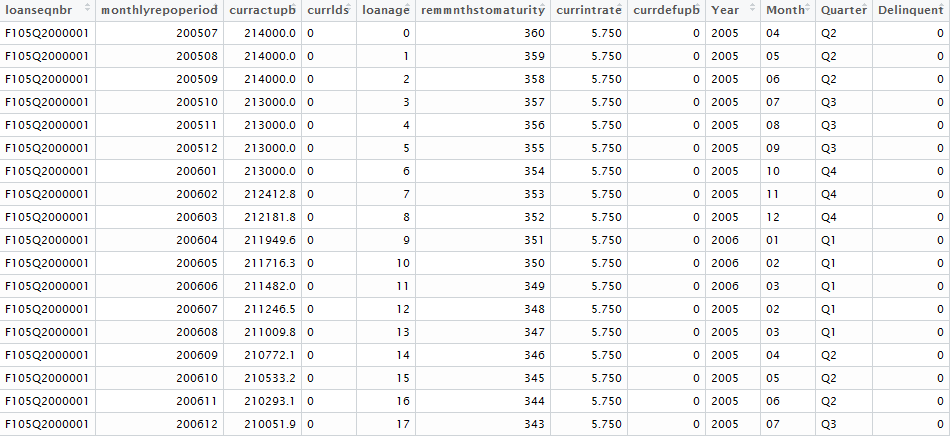 loanseqnbr monthlyrepoperiod curractupb currlds loanage remmnthstomaturity currintrate currdefupb Year Month Quarter Delinquent
F105Q2000001 200507 214000.0 0 0 360 5.750 0 2005 04 Q2 0
F105Q2000001 200508 214000.0 0 1 359 5.750 0 2005 05 Q2 0
F105Q2000001 200509 214000.0 0 2 358 5.750 0 2005 06 Q2 0
F105Q2000001 200510 213000.0 0 3 357 5.750 0 2005 07 Q3 0
F105Q2000001 200511 213000.0 0 4 356 5.750 0 2005 08 Q3 0
F105Q2000001 200512 213000.0 0 5 355 5.750 0 2005 09 Q3 0
F105Q2000001 200601 213000.0 0 6 354 5.750 0 2005 10 Q4 0
F105Q2000001 200602 212412.8 0 7 353 5.750 0 2005 11 Q4 0
F105Q2000001 200603 212181.8 0 8 352 5.750 0 2005 12 Q4 0
F105Q2000001 200604 211949.6 0 9 351 5.750 0 2006 01 Q1 0
F105Q2000001 200605 211716.3 0 10 350 5.750 0 2006 02 Q1 0
F105Q2000001 200606 211482.0 0 11 349 5.750 0 2006 03 Q1 0
F105Q2000001 200607 211246.5 0 12 348 5.750 0 2005 02 Q1 0
F105Q2000001 200608 211009.8 0 13 347 5.750 0 2005 03 Q1 0
F105Q2000001 200609 210772.1 0 14 346 5.750 0 2005 04 Q2 0
F105Q2000001 200610 210533.2 0 15 345 5.750 0 2005 05 Q2 0
F105Q2000001 200611 210293.1 0 16 344 5.750 0 2005 06 Q2 0
F105Q2000001 200612 210051.9 0 17 343 5.750 0 2005 07 Q3 0